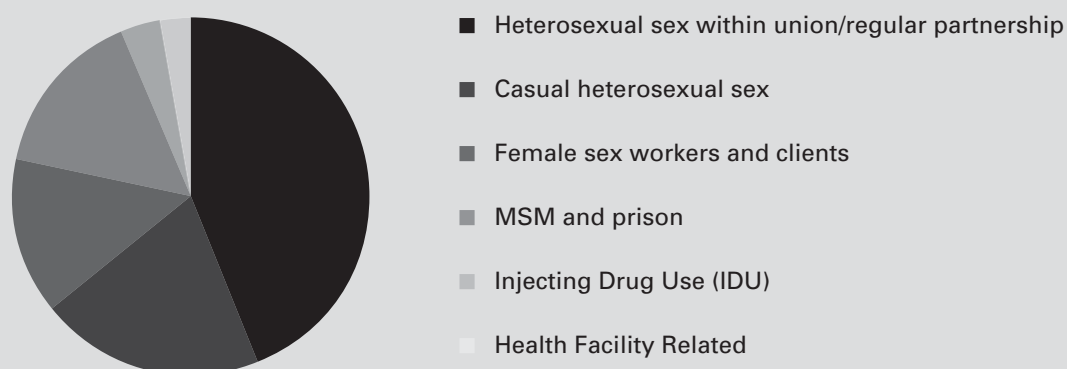 Heterosexual sex within union/regular partnership
Casual heterosexual sex
Female sex workers and clients
MSM and prison
Injecting Drug Use (IDU)
Health Facility Related